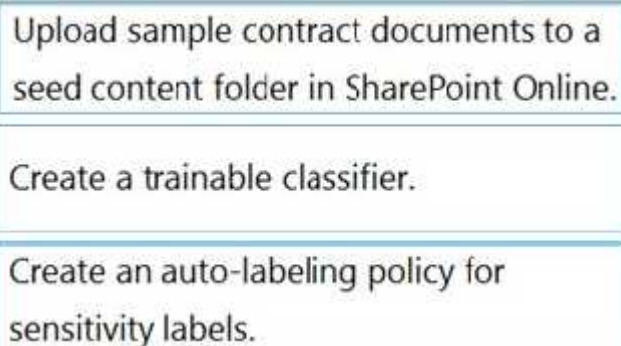 Upload sample contract documents to a
seed content folder in SharePoint Online.
Create a trainable classifier.
Create an auto-labeling policy for
sensitivity labels.